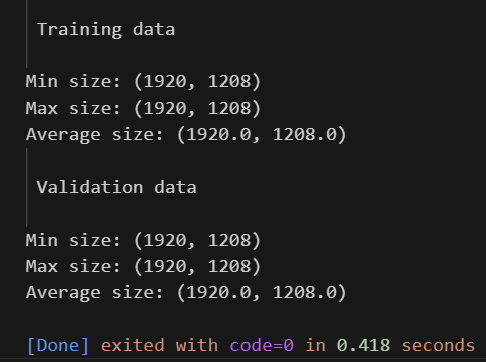 Training data
Min size: (1920, 1208)
Max size: (1920, 1208)
Average size: (1920.0, 1208.0)
Validation data
Min size: (1920, 1208)
Max size: (1920, 1208)
Average size: (1920.0, 1208.0)
[Done] exited with code=0 in 0.418 seconds